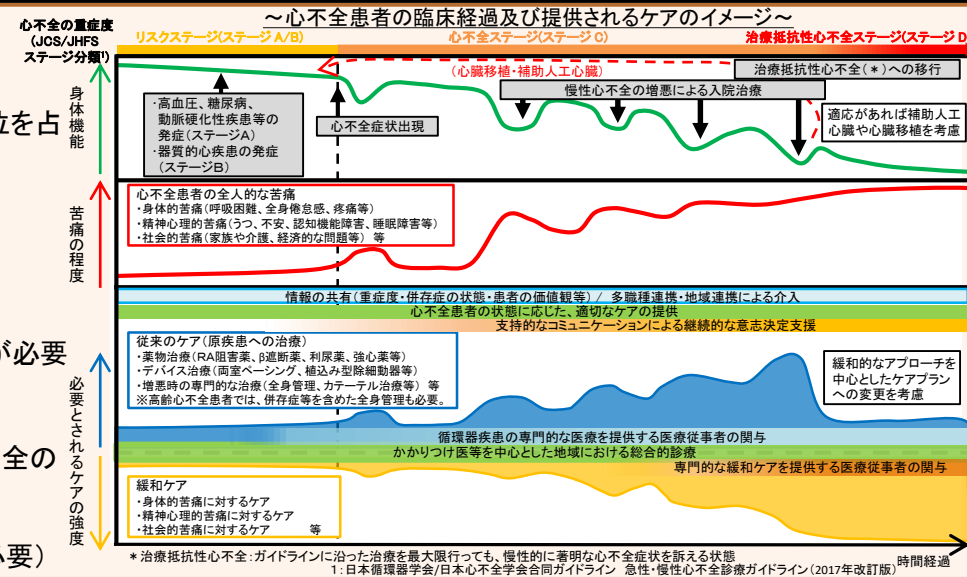 ～心不全患者の臨床経過及び提供されるケアのイメージ～
心不全の重症度
(JCS/JHFS
ステージ分類¹⁾)
リスクステージ(ステージ A/B)
心不全ステージ(ステージ C)
治療抵抗性心不全ステージ(ステージ D
(心臓移植・補助人工心臓)
治療抵抗性心不全(＊)への移行
慢性心不全の増悪による入院治療
身体機能
位を占
・高血圧、糖尿病、
動脈硬化性疾患等の
発症(ステージA)
・器質的心疾患の発症
(ステージB)
心不全症状出現
適応があれば補助人工
心臓や心臓移植を考慮
苦痛の程度
心不全患者の全人的な苦痛
・身体的苦痛(呼吸困難、全身倦怠感、疼痛等)
・精神心理的苦痛(うつ、不安、認知機能障害、睡眠障害等)
・社会的苦痛(家族や介護、経済的な問題等) 等
情報の共有(重症度・併存症の状態・患者の価値観等) / 多職種連携・地域連携による介入
心不全患者の状態に応じた、適切なケアの提供
支持的なコミュニケーションによる継続的な意志決定支援
が必要
必要とされるケアの強度
従来のケア(原疾患への治療)
・薬物治療(RA阻害薬、β遮断薬、利尿薬、強心薬等)
・デバイス治療(両室ペーシング、植込み型除細動器等)
・増悪時の専門的な治療(全身管理、カテーテル治療等) 等
※高齢心不全患者では、併存症等を含めた全身管理も必要。
緩和的なアプローチを
中心としたケアプラン
への変更を考慮
循環器疾患の専門的な医療を提供する医療従事者の関与
かかりつけ医等を中心とした地域における総合的診療
全の
専門的な緩和ケアを提供する医療従事者の関与
緩和ケア
・身体的苦痛に対するケア
・精神心理的苦痛に対するケア
・社会的苦痛に対するケア 等
必要)
＊治療抵抗性心不全:ガイドラインに沿った治療を最大限行っても、慢性的に著明な心不全症状を訴える状態
時間経過
1:日本循環器学会/日本心不全学会合同ガイドライン 急性・慢性心不全診療ガイドライン(2017年改訂版)